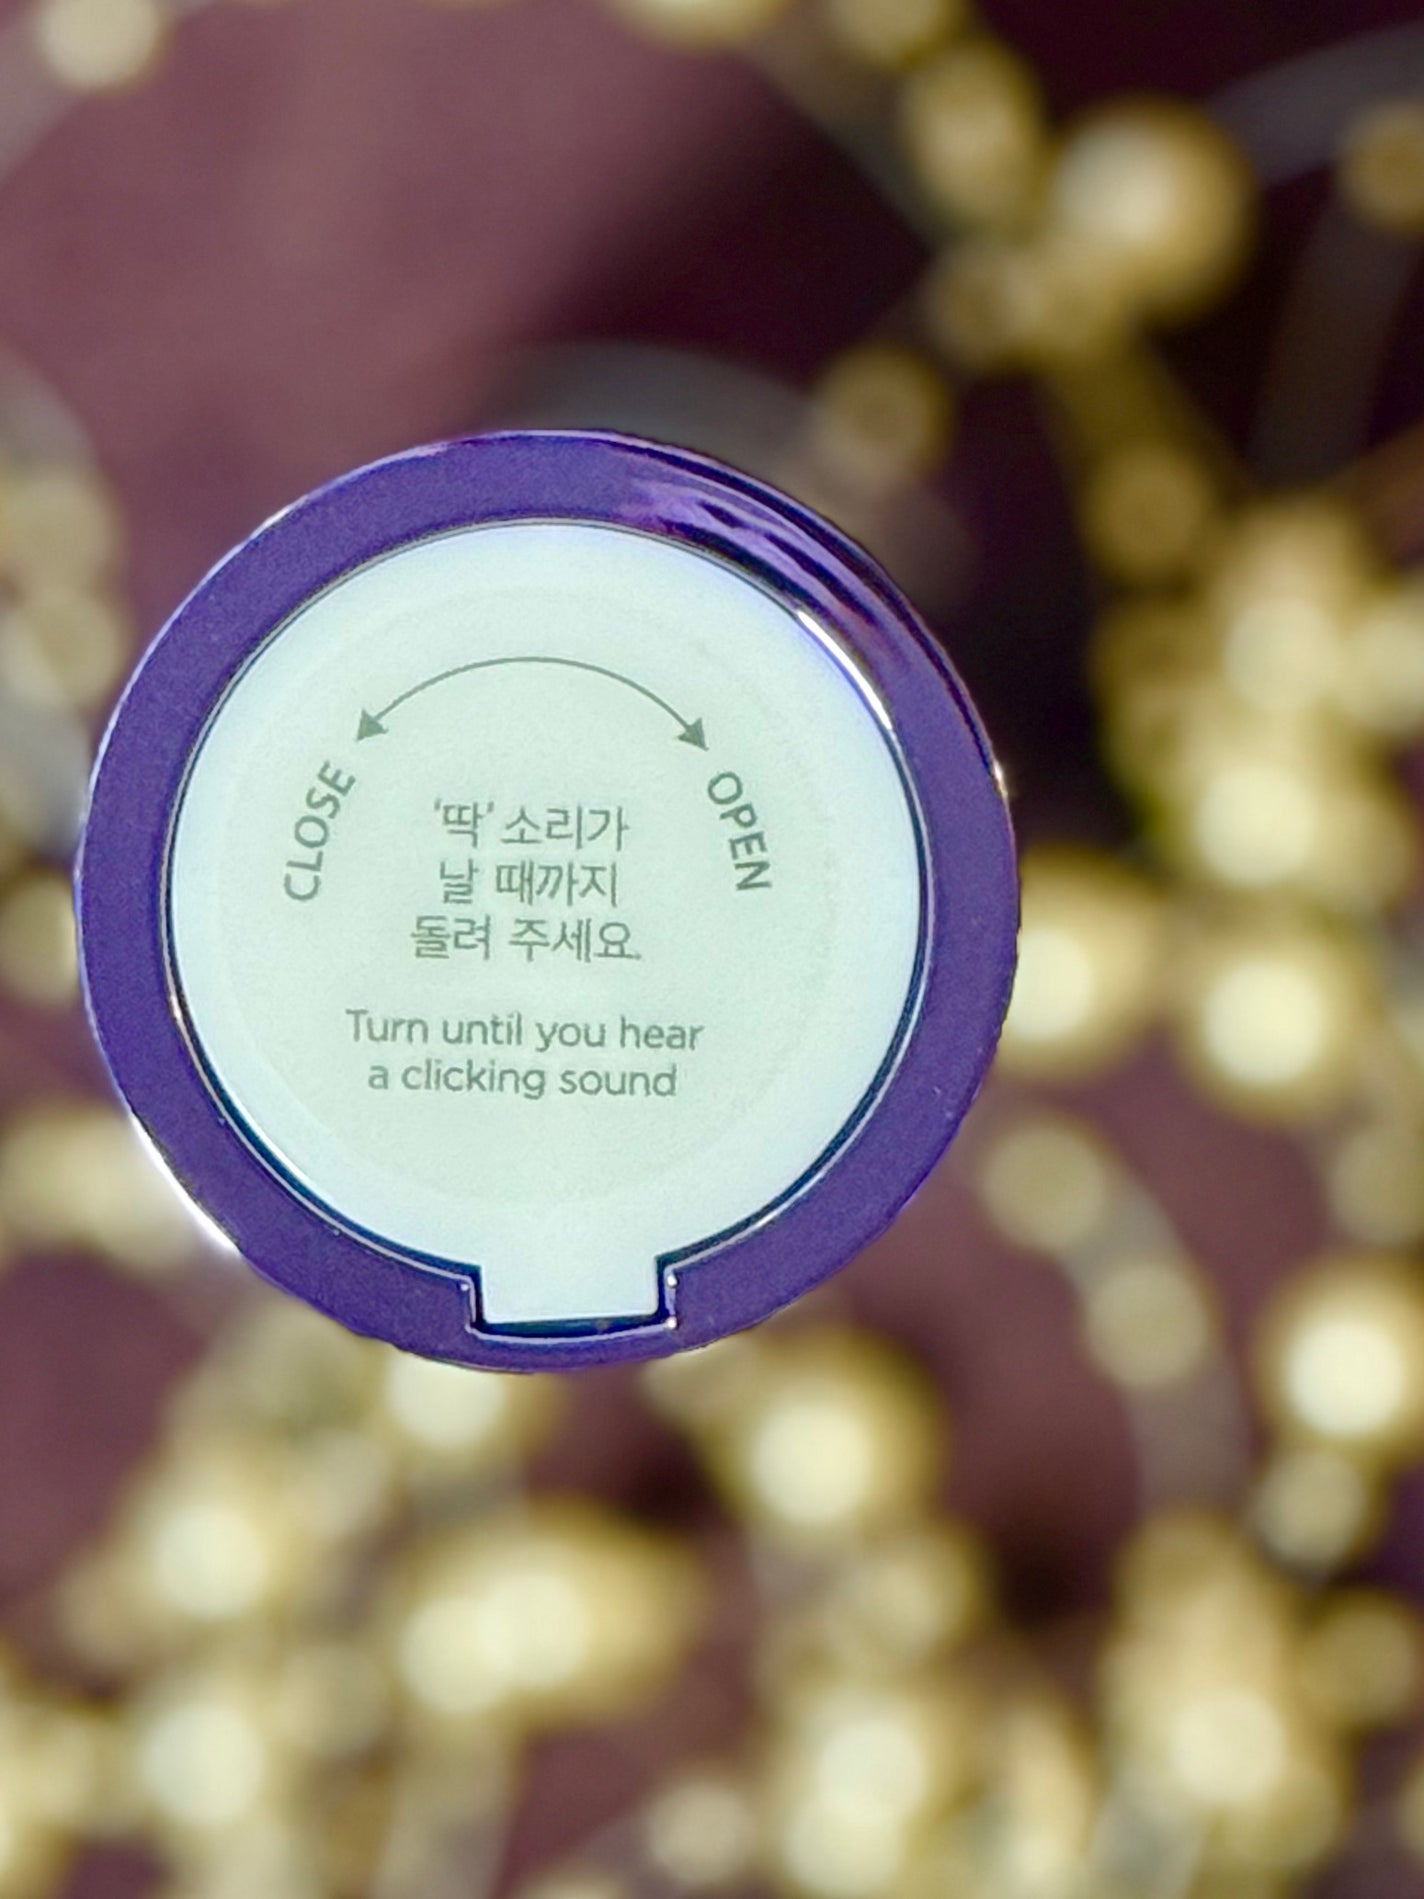 CLOSE
OPEN
'딱' 소리가
날 때까지
돌려 주세요.
Turn until you hear
a clicking sound